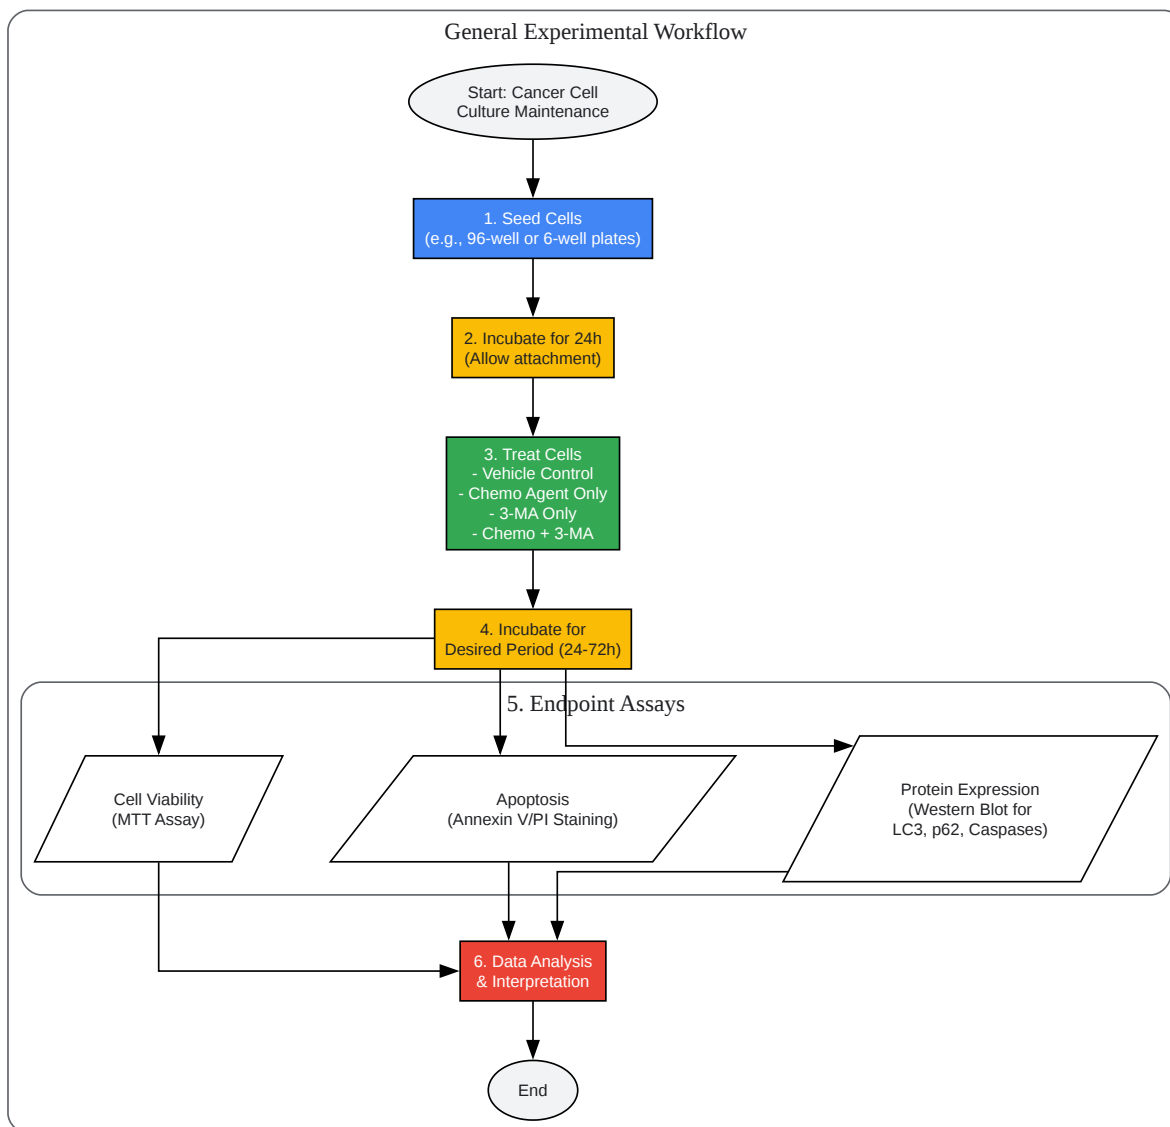 General Experimental Workflow
Start: Cancer Cell
Culture Maintenance
1. Seed Cells
(e.g., 96-well or 6-well plates)
2. Incubate for 24h
(Allow attachment)
3. Treat Cells
- Vehicle Control
- Chemo Agent Only
- 3-MA Only
- Chemo + 3-MA
4. Incubate for
Desired Period (24-72h)
5. Endpoint Assays
Cell Viability
(MTT Assay)
Apoptosis
(Annexin V/PI Staining)
Protein Expression
(Western Blot for
LC3, p62, Caspases)
6. Data Analysis
& Interpretation
End